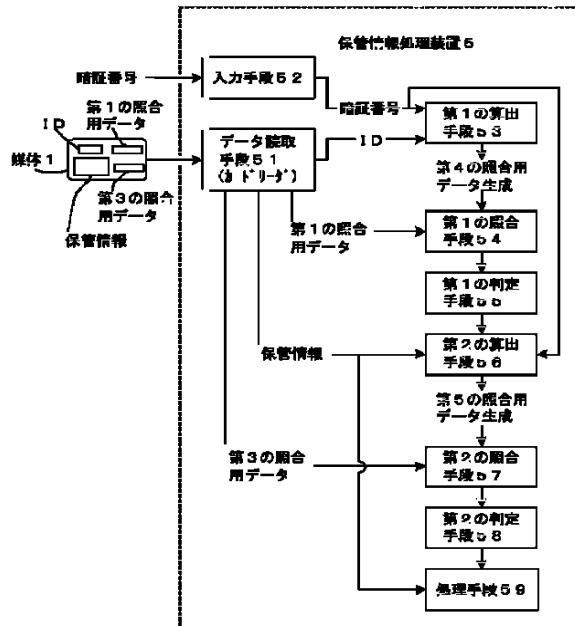 保管情報処理装置５
暗証番号
入力手段５２
第１の照合
用データ
ＩＤ
媒体１
第３の照合
用データ
保管情報
データ読取
手段５１
(ｶｰﾄﾞﾘｰﾀﾞ)
暗証番号
ＩＤ
第１の算出
手段５３
第４の照合用
データ生成
第１の照合
用データ
第１の照合
手段５４
第１の判定
手段５５
保管情報
第２の算出
手段５６
第５の照合用
データ生成
第３の照合
用データ
第２の照合
手段５７
第２の判定
手段５８
処理手段５９